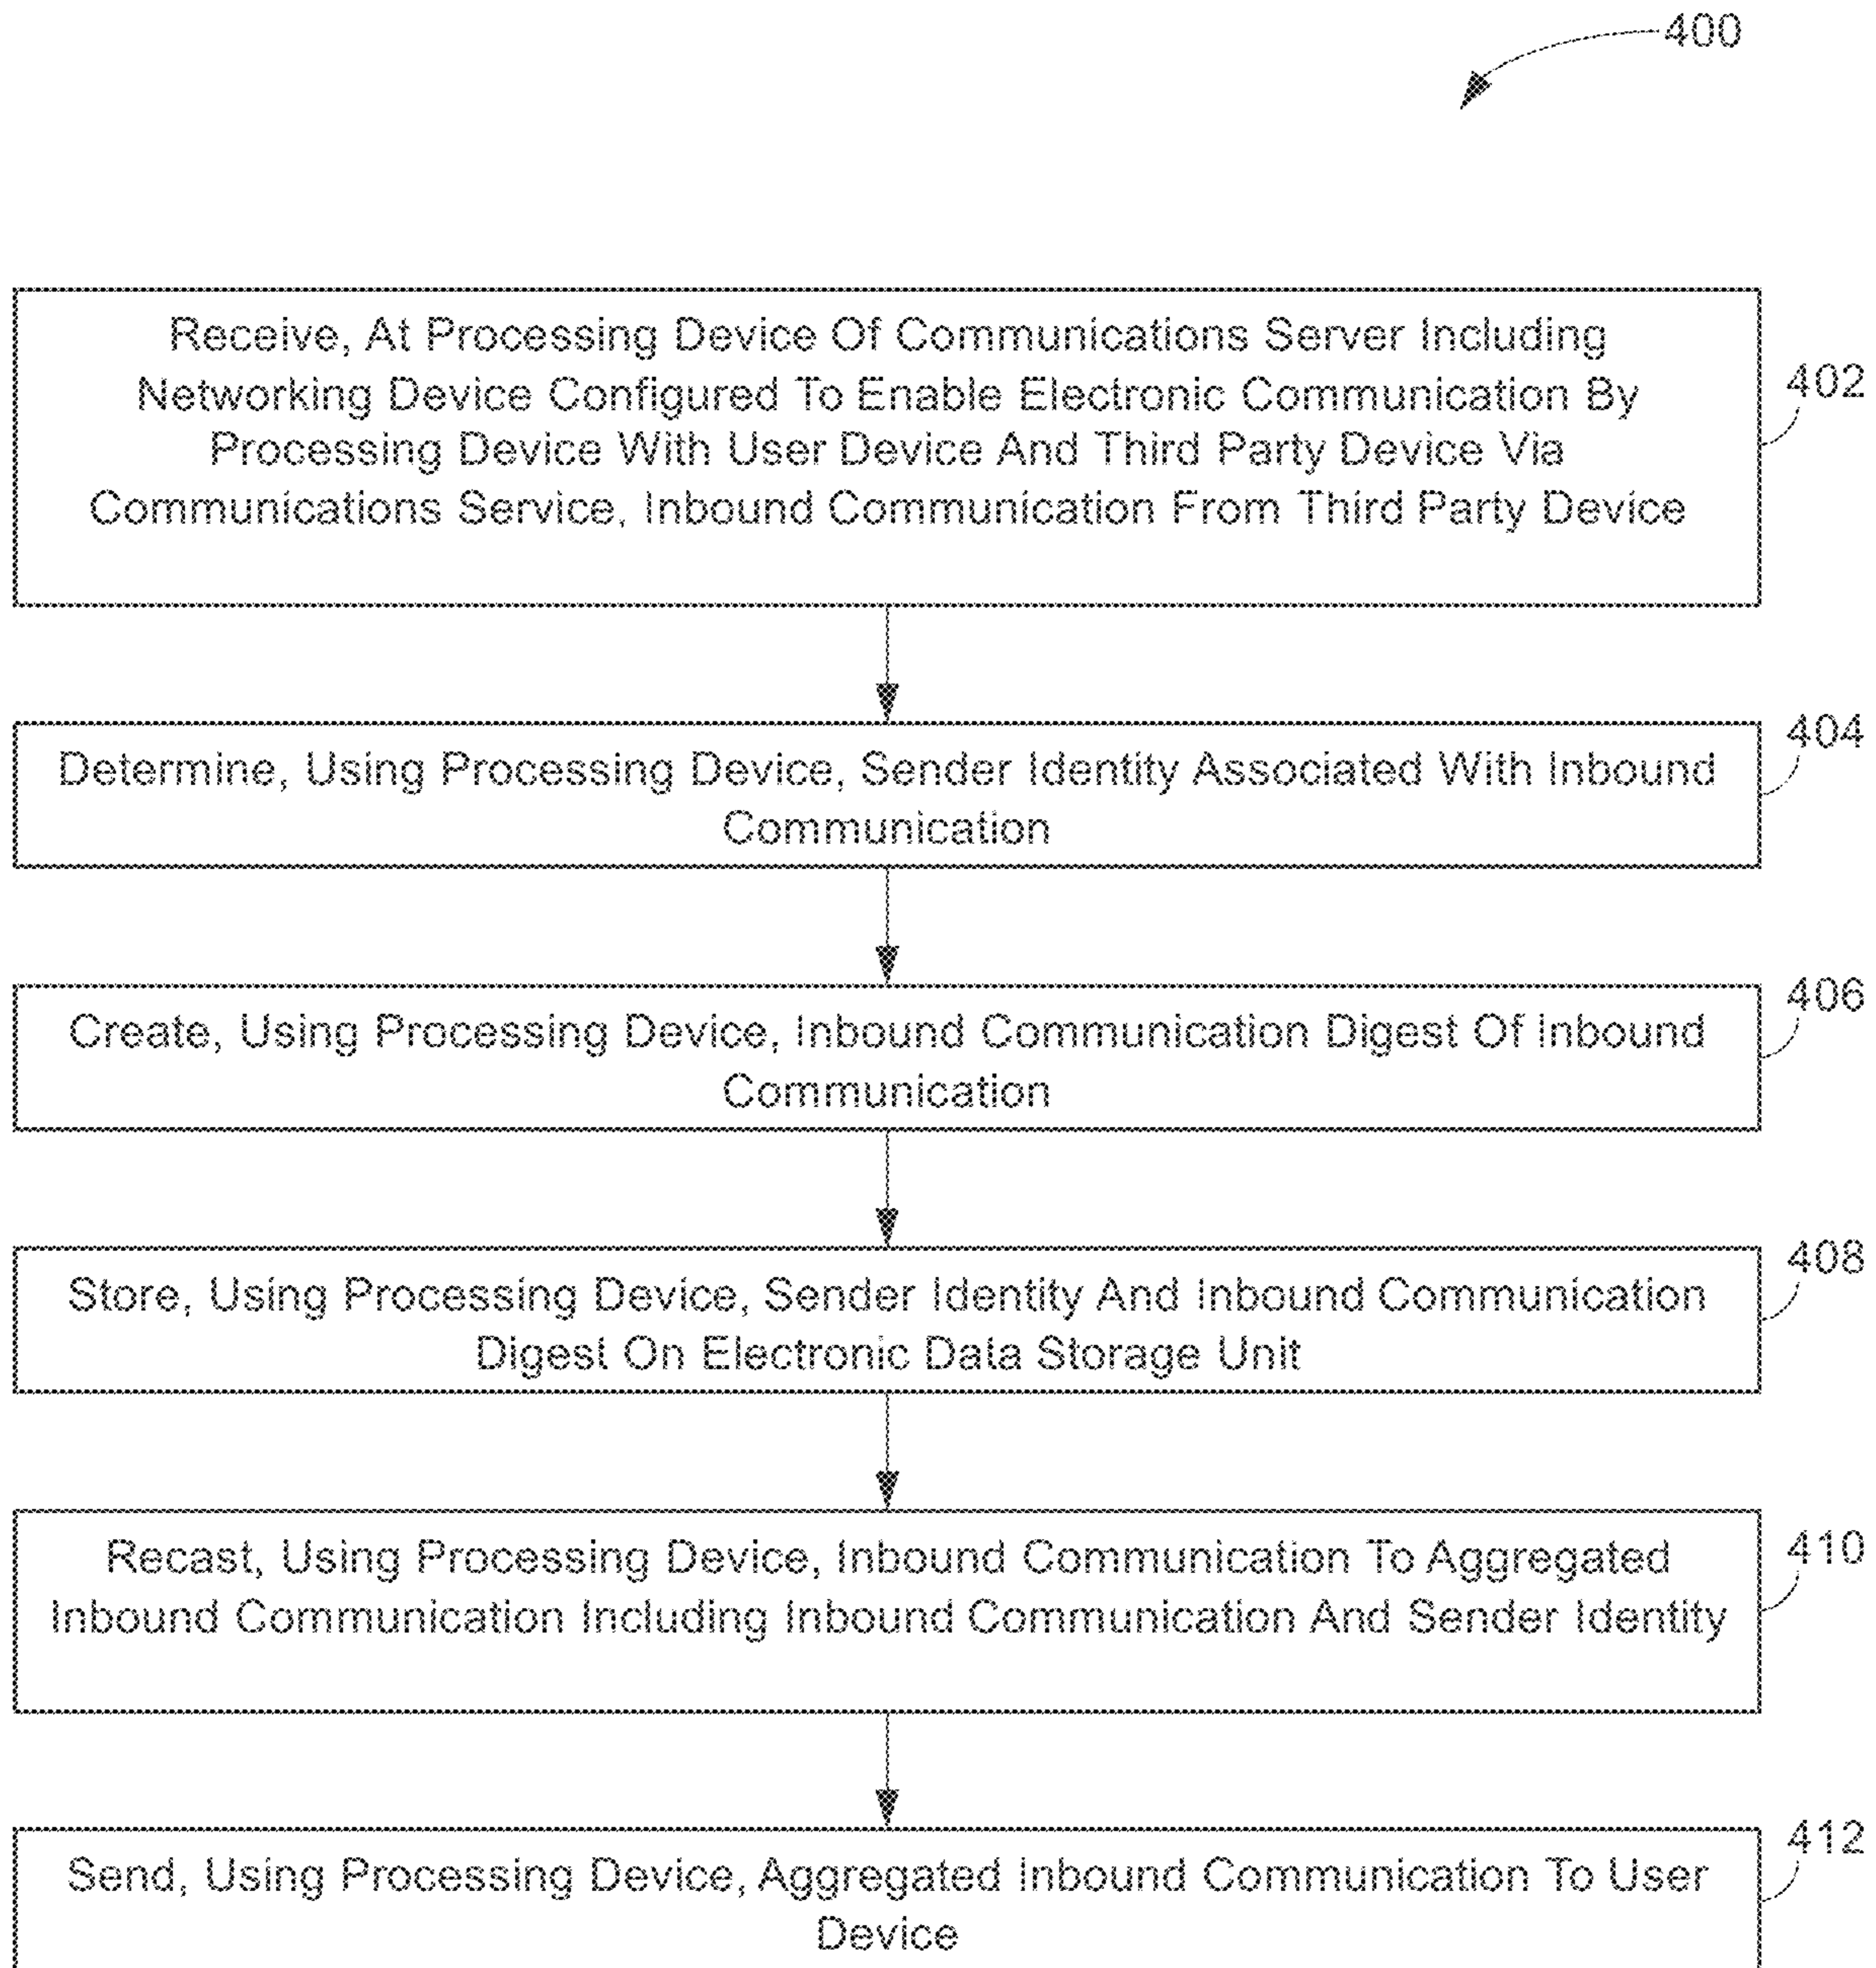 400
Receive, At Processing Device Of Communications Server Including
Networking Device Configured To Enable Electronic Communication By
Processing Device With User Device And Third Party Device Via
Communications Service, Inbound Communication From Third Party Device
402
Determine, Using Processing Device, Sender Identity Associated With Inbound
Communication
404
Create, Using Processing Device, Inbound Communication Digest Of Inbound
Communication
406
Store, Using Processing Device, Sender Identity And Inbound Communication
Digest On Electronic Data Storage Unit
408
Recast, Using Processing Device, Inbound Communication To Aggregated
Inbound Communication Including Inbound Communication And Sender Identity
410
Send, Using Processing Device, Aggregated Inbound Communication To User
Device
412